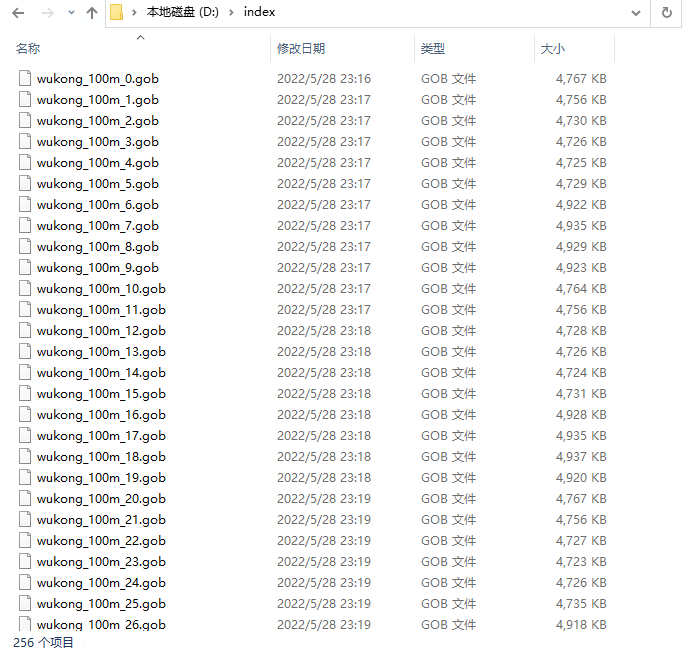 本地磁盘 (D:) index
名称 修改日期 类型 大小
wukong_100m_0.gob 2022/5/28 23:16 GOB 文件 4,767 KB
wukong_100m_1.gob 2022/5/28 23:17 GOB 文件 4,756 KB
wukong_100m_2.gob 2022/5/28 23:17 GOB 文件 4,730 KB
wukong_100m_3.gob 2022/5/28 23:17 GOB 文件 4,726 KB
wukong_100m_4.gob 2022/5/28 23:17 GOB 文件 4,725 KB
wukong_100m_5.gob 2022/5/28 23:17 GOB 文件 4,729 KB
wukong_100m_6.gob 2022/5/28 23:17 GOB 文件 4,922 KB
wukong_100m_7.gob 2022/5/28 23:17 GOB 文件 4,935 KB
wukong_100m_8.gob 2022/5/28 23:17 GOB 文件 4,929 KB
wukong_100m_9.gob 2022/5/28 23:17 GOB 文件 4,923 KB
wukong_100m_10.gob 2022/5/28 23:17 GOB 文件 4,764 KB
wukong_100m_11.gob 2022/5/28 23:17 GOB 文件 4,756 KB
wukong_100m_12.gob 2022/5/28 23:18 GOB 文件 4,728 KB
wukong_100m_13.gob 2022/5/28 23:18 GOB 文件 4,726 KB
wukong_100m_14.gob 2022/5/28 23:18 GOB 文件 4,724 KB
wukong_100m_15.gob 2022/5/28 23:18 GOB 文件 4,731 KB
wukong_100m_16.gob 2022/5/28 23:18 GOB 文件 4,928 KB
wukong_100m_17.gob 2022/5/28 23:18 GOB 文件 4,935 KB
wukong_100m_18.gob 2022/5/28 23:18 GOB 文件 4,937 KB
wukong_100m_19.gob 2022/5/28 23:18 GOB 文件 4,920 KB
wukong_100m_20.gob 2022/5/28 23:19 GOB 文件 4,767 KB
wukong_100m_21.gob 2022/5/28 23:19 GOB 文件 4,756 KB
wukong_100m_22.gob 2022/5/28 23:19 GOB 文件 4,727 KB
wukong_100m_23.gob 2022/5/28 23:19 GOB 文件 4,723 KB
wukong_100m_24.gob 2022/5/28 23:19 GOB 文件 4,726 KB
wukong_100m_25.gob 2022/5/28 23:19 GOB 文件 4,735 KB
wukong_100m_26.gob 2022/5/28 23:19 GOB 文件 4,918 KB
256 个项目